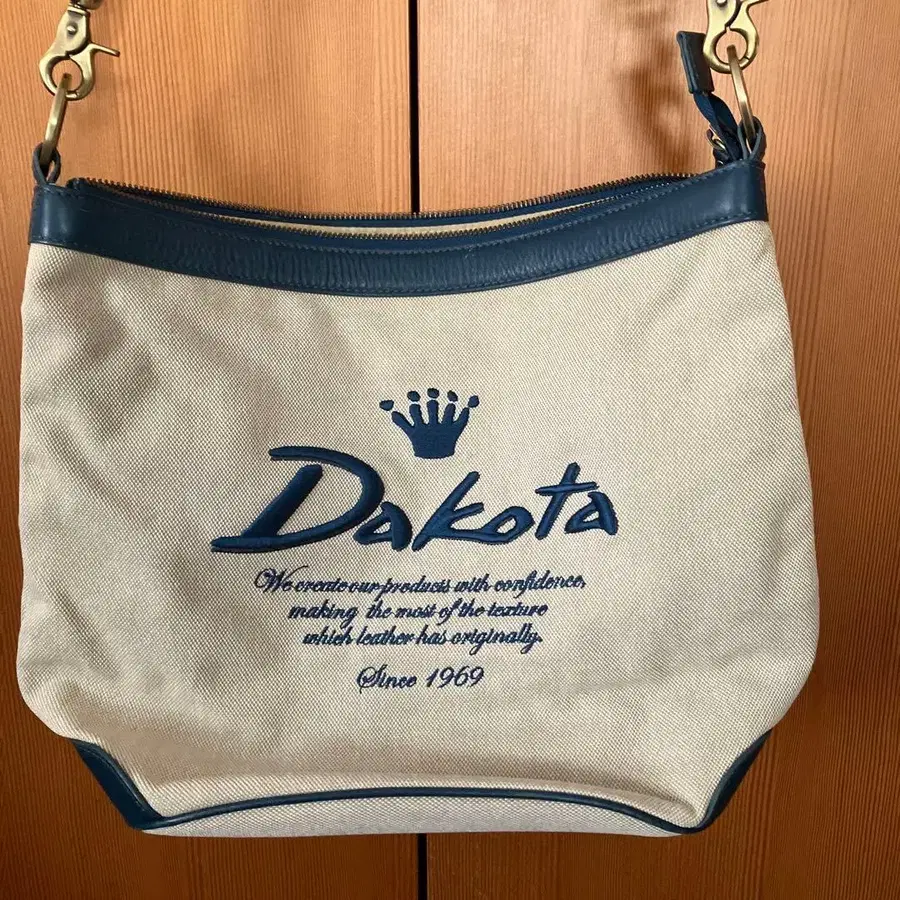 Dakota
We create our products with confidence,
making the most of the texture
which leather has originally.
Since 1969